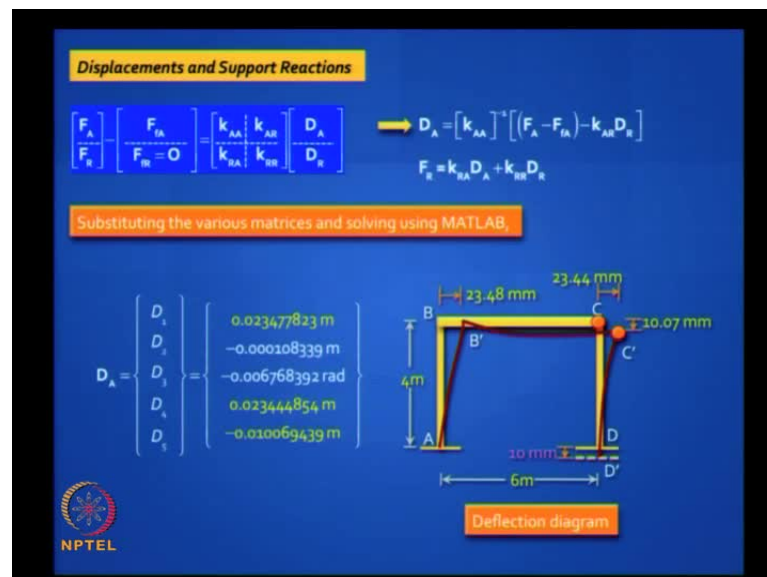 Displacements and Support Reactions
[F_A / F_R] − [F_fA / F_fR = O] = [k_AA k_AR / k_RA k_RR] [D_A / D_R]
D_A = [k_AA]^-1 [(F_A − F_fA) − k_AR D_R]
F_R = k_RA D_A + k_RR D_R
Substituting the various matrices and solving using MATLAB,
D_A = { D_1 D_2 D_3 D_4 D_5 } =
0.023477823 m
−0.000108339 m
−0.006768392 rad
0.023444854 m
−0.010069439 m
23.44 mm
23.48 mm
B
C
10.07 mm
B'
C'
4m
A
D
10 mm
D'
6m
Deflection diagram
NPTEL